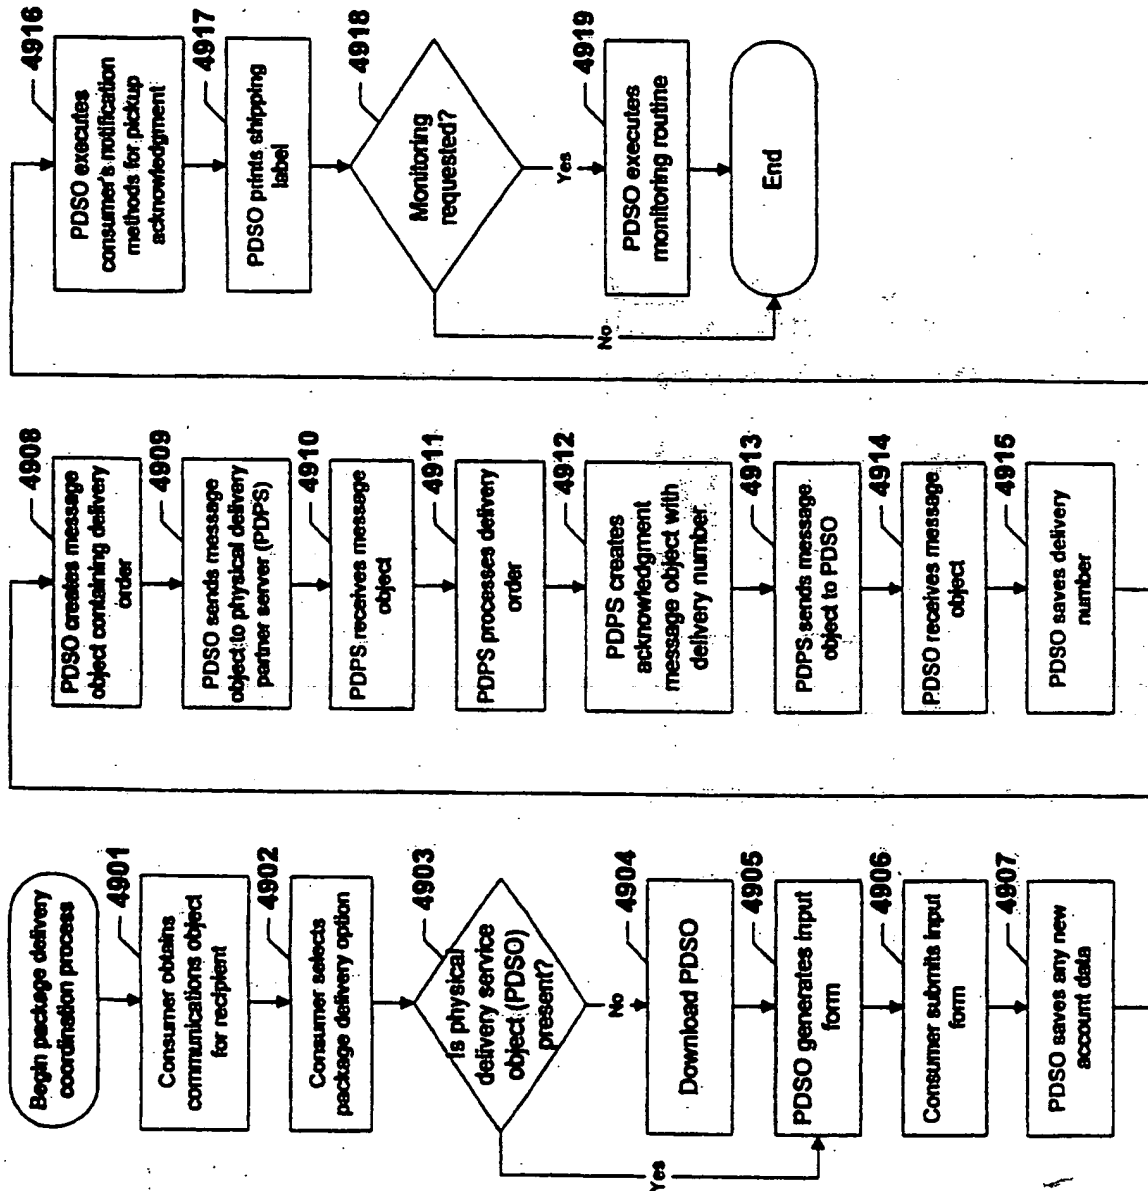 Begin package delivery
coordination process
4901
Consumer obtains
communications object
for recipient
4902
Consumer selects
package delivery option
4903
Is physical
delivery service
object (PDSO)
present?
No
Yes
4904
Download PDSO
4905
PDSO generates input
form
4906
Consumer submits input
form
4907
PDSO saves any new
account data
4908
PDSO creates message
object containing delivery
order
4909
PDSO sends message
object to physical delivery
partner server (PDPS)
4910
PDPS receives message
object
4911
PDPS processes delivery
order
4912
PDPS creates
acknowledgment
message object with
delivery number
4913
PDPS sends message
object to PDSO
4914
PDSO receives message
object
4915
PDSO saves delivery
number
4916
PDSO executes
consumer's notification
methods for pickup
acknowledgment
4917
PDSO prints shipping
label
4918
Monitoring
requested?
Yes
No
4919
PDSO executes
monitoring routine
End